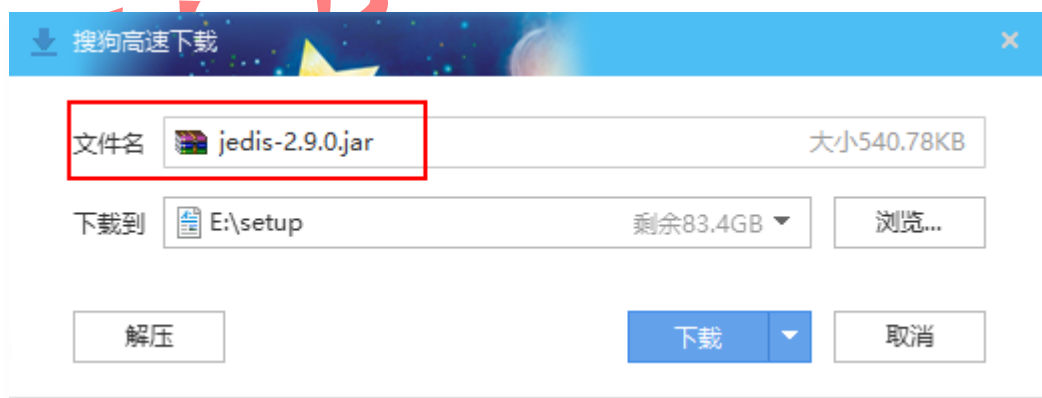 搜狗高速下载
文件名 jedis-2.9.0.jar 大小540.78KB
下载到 E:\setup 剩余83.4GB 浏览...
解压 下载 取消